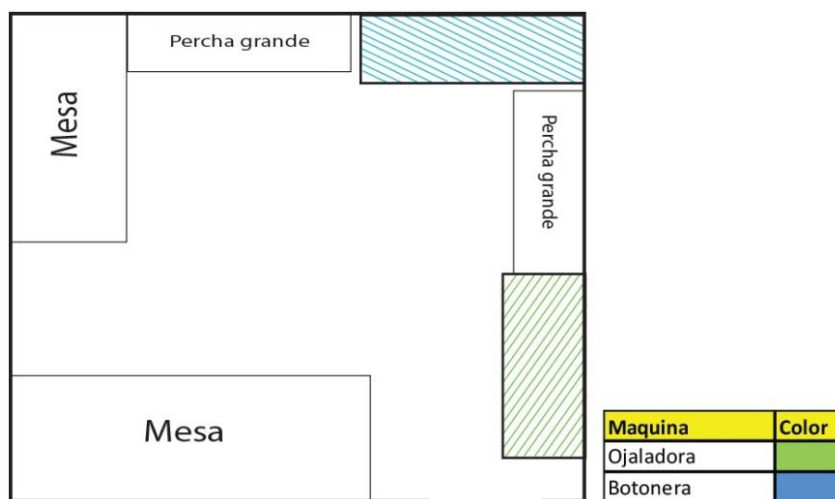 Percha grande
Mesa
Percha grande
Mesa
Maquina Color
Ojaladora
Botonera